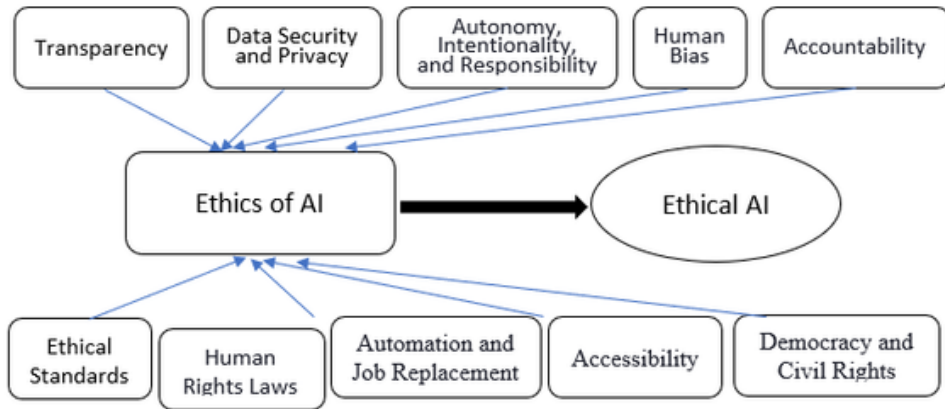 Transparency
Data Security
and Privacy
Autonomy,
Intentionality,
and Responsibility
Human
Bias
Accountability
Ethics of AI
Ethical AI
Ethical
Standards
Human
Rights Laws
Automation and
Job Replacement
Accessibility
Democracy and
Civil Rights